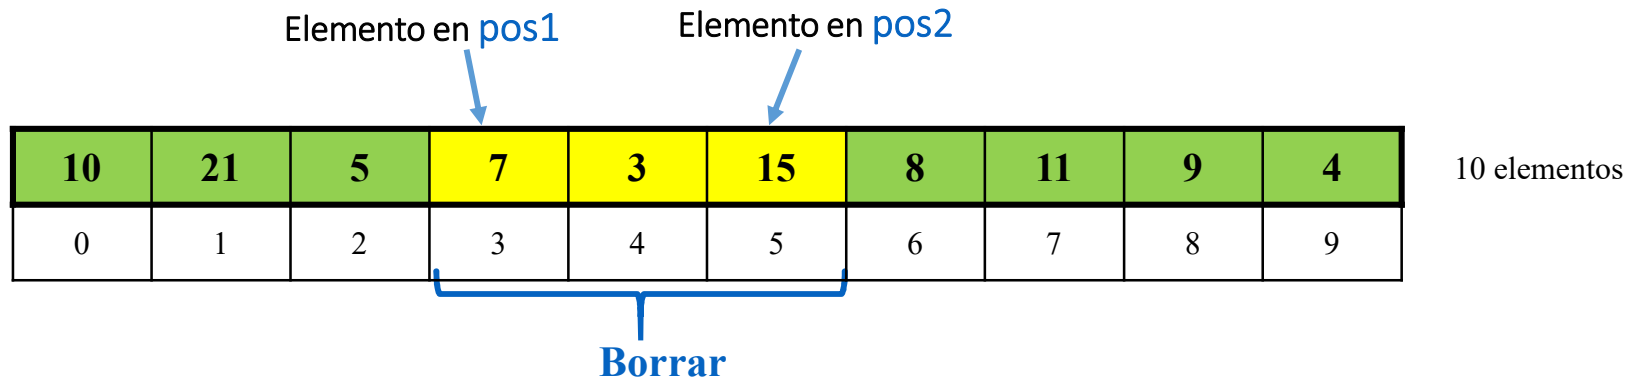 Elemento en pos1
Elemento en pos2
10 21 5 7 3 15 8 11 9 4
10 elementos
0 1 2 3 4 5 6 7 8 9
Borrar